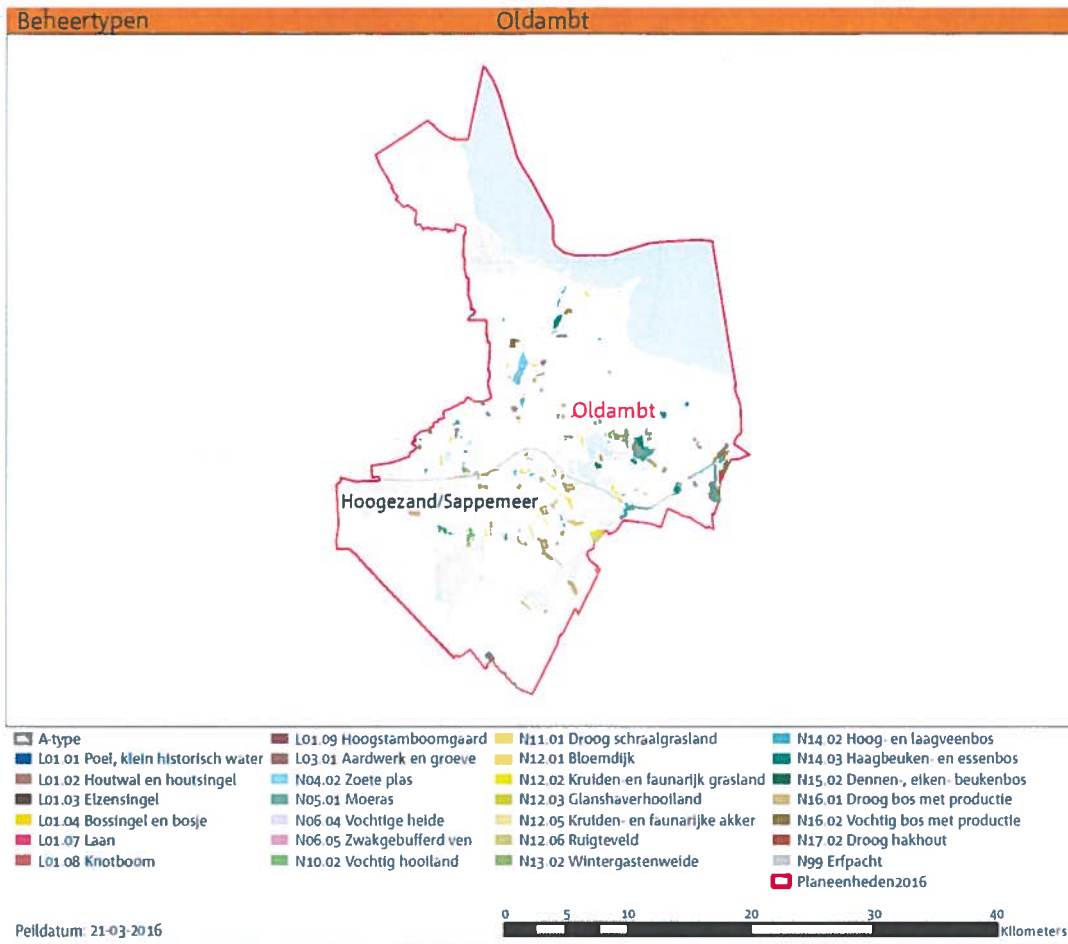 Beheertypen Oldambt
Oldambt
Hoogezand/Sappemeer
A-type
L01.01 Poel, klein historisch water
L01.02 Houtwal en houtsingel
L01.03 Elzensingel
L01.04 Bossingel en bosje
L01.07 Laan
L01.08 Knotboom
L01.09 Hoogstamboomgaard
L03.01 Aardwerk en groeve
N04.02 Zoete plas
N05.01 Moeras
N06.04 Vochtige heide
N06.05 Zwakgebufferd ven
N10.02 Vochtig hooiland
N11.01 Droog schraalgrasland
N12.01 Bloemdijk
N12.02 Kruiden-en faunarijk grasland
N12.03 Glanshaverhooiland
N12.05 Kruiden-en faunarijke akker
N12.06 Ruigteveld
N13.02 Wintergastenweide
N14.02 Hoog- en laagveenbos
N14.03 Haagbeuken- en essenbos
N15.02 Dennen-, eiken- beukenbos
N16.01 Droog bos met productie
N16.02 Vochtig bos met productie
N17.02 Droog hakhout
N99 Erfpacht
Planeenheden2016
Peildatum: 21-03-2016
0 5 10 20 30 40
Kilometers